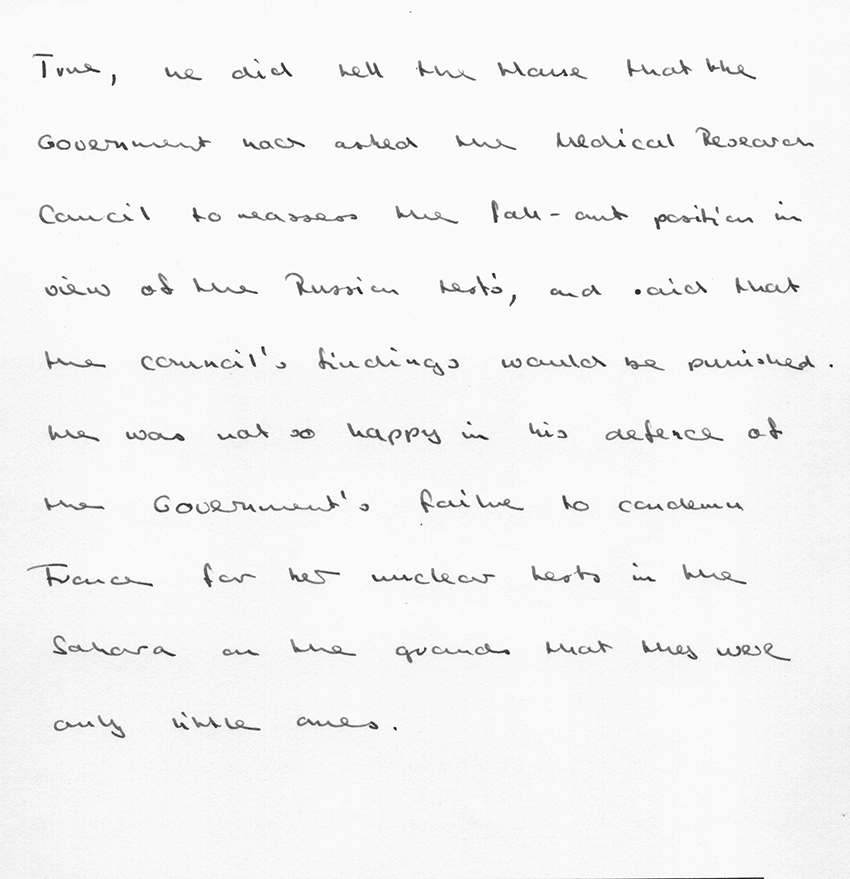 True, he did tell the House that the
Government had asked the Medical Research
Council to reassess the fall-out position in
view of the Russian tests, and said that
the council's findings would be punished.
He was not so happy in his defence of
the Government's failure to condemn
France for her nuclear tests in the
Sahara on the grounds that they were
only little ones.